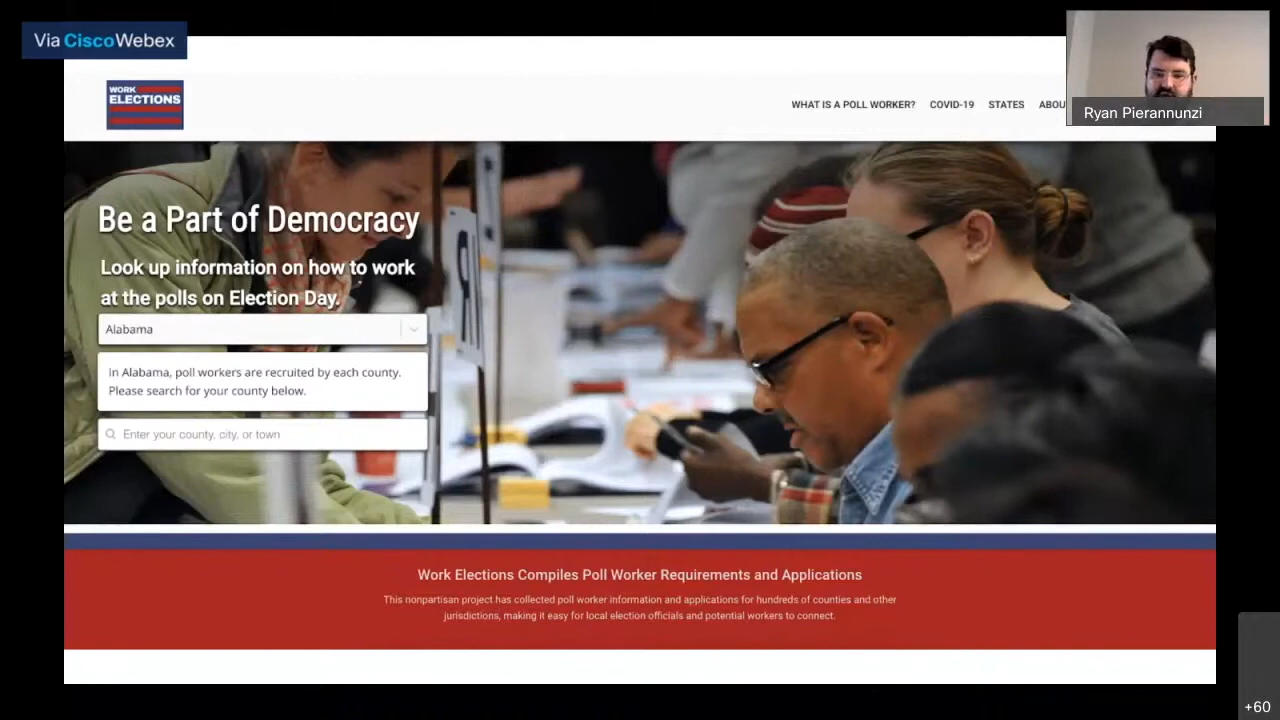 Via Cisco Webex
WORK
ELECTIONS
WHAT IS A POLL WORKER? COVID-19 STATES ABOU
Ryan Pierannunzi
Be a Part of Democracy
Look up information on how to work
at the polls on Election Day.
Alabama
In Alabama, poll workers are recruited by each county.
Please search for your county below.
Enter your county, city, or town
Work Elections Compiles Poll Worker Requirements and Applications
This nonpartisan project has collected poll worker information and applications for hundreds of counties and other
jurisdictions, making it easy for local election officials and potential workers to connect.
+60